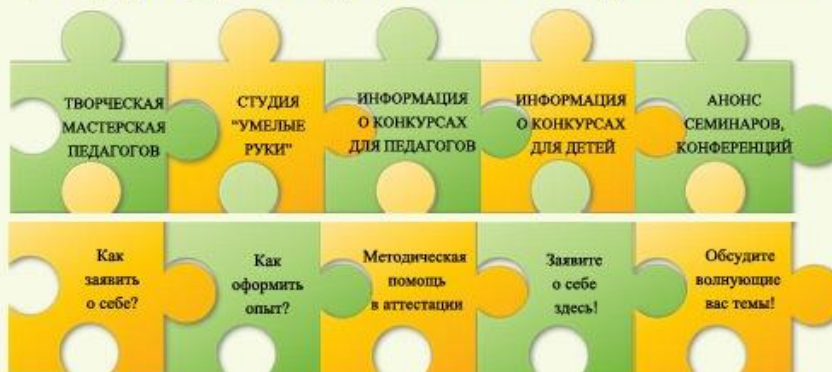 ТВОРЧЕСКАЯ
МАСТЕРСКАЯ
ПЕДАГОГОВ
СТУДИЯ
"УМЕЛЫЕ
РУКИ"
ИНФОРМАЦИЯ
О КОНКУРСАХ
ДЛЯ ПЕДАГОГОВ
ИНФОРМАЦИЯ
О КОНКУРСАХ
ДЛЯ ДЕТЕЙ
АНОНС
СЕМИНАРОВ,
КОНФЕРЕНЦИЙ
Как
заявить
о себе?
Как
оформить
опыт?
Методическая
помощь
в аттестации
Заявите
о себе
здесь!
Обсудите
волнующие
вас темы!